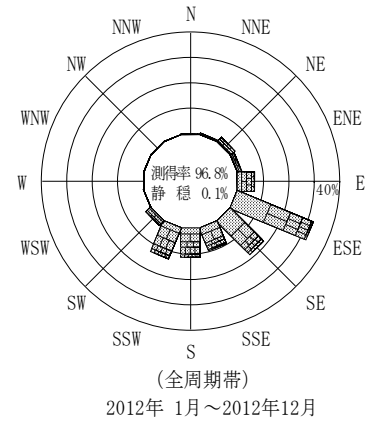 N
NNW
NNE
NW
NE
WNW
ENE
測得率 96.8%
静 穏 0.1%
W
40%
E
WSW
ESE
SW
SE
SSW
SSE
S
(全周期帯)
2012年 1月～2012年12月